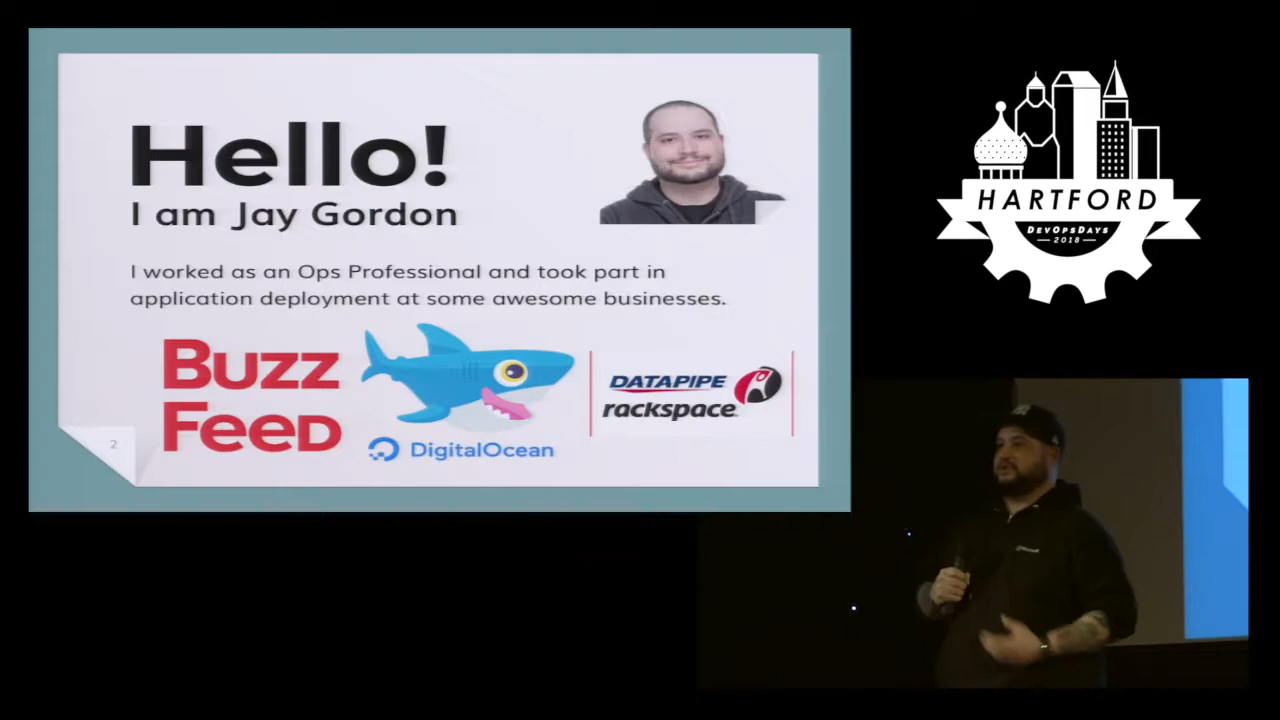 Hello!
I am Jay Gordon
I worked as an Ops Professional and took part in
application deployment at some awesome businesses.
BUZZ
FEED
DigitalOcean
DATAPIPE
rackspace
2
HARTFORD
DEVOPSDAYS
2018